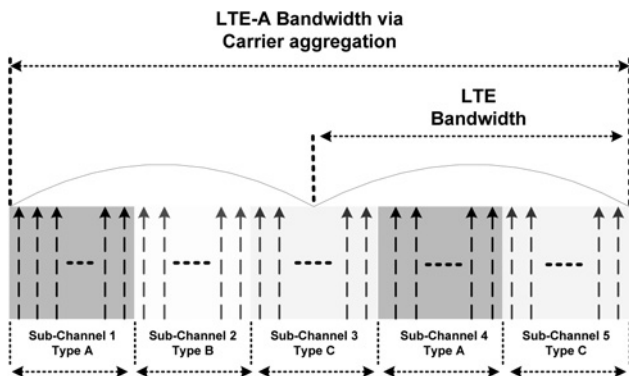 LTE-A Bandwidth via
Carrier aggregation
LTE
Bandwidth
Sub-Channel 1
Type A
Sub-Channel 2
Type B
Sub-Channel 3
Type C
Sub-Channel 4
Type A
Sub-Channel 5
Type C